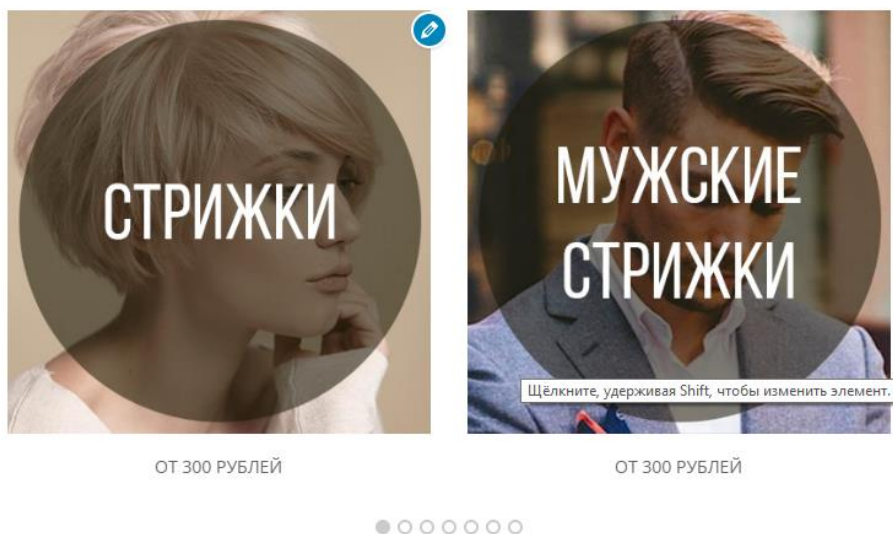 СТРИЖКИ
МУЖСКИЕ
СТРИЖКИ
Щёлкните, удерживая Shift, чтобы изменить элемент.
ОТ 300 РУБЛЕЙ
ОТ 300 РУБЛЕЙ